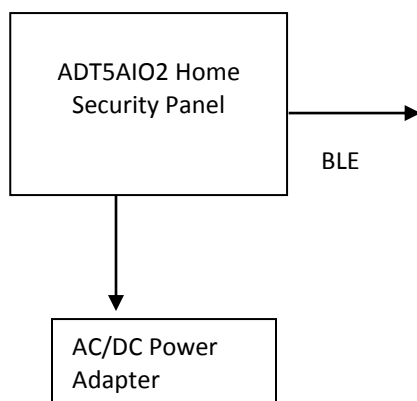 ADT5AIO2 Home
Security Panel
BLE
AC/DC Power
Adapter